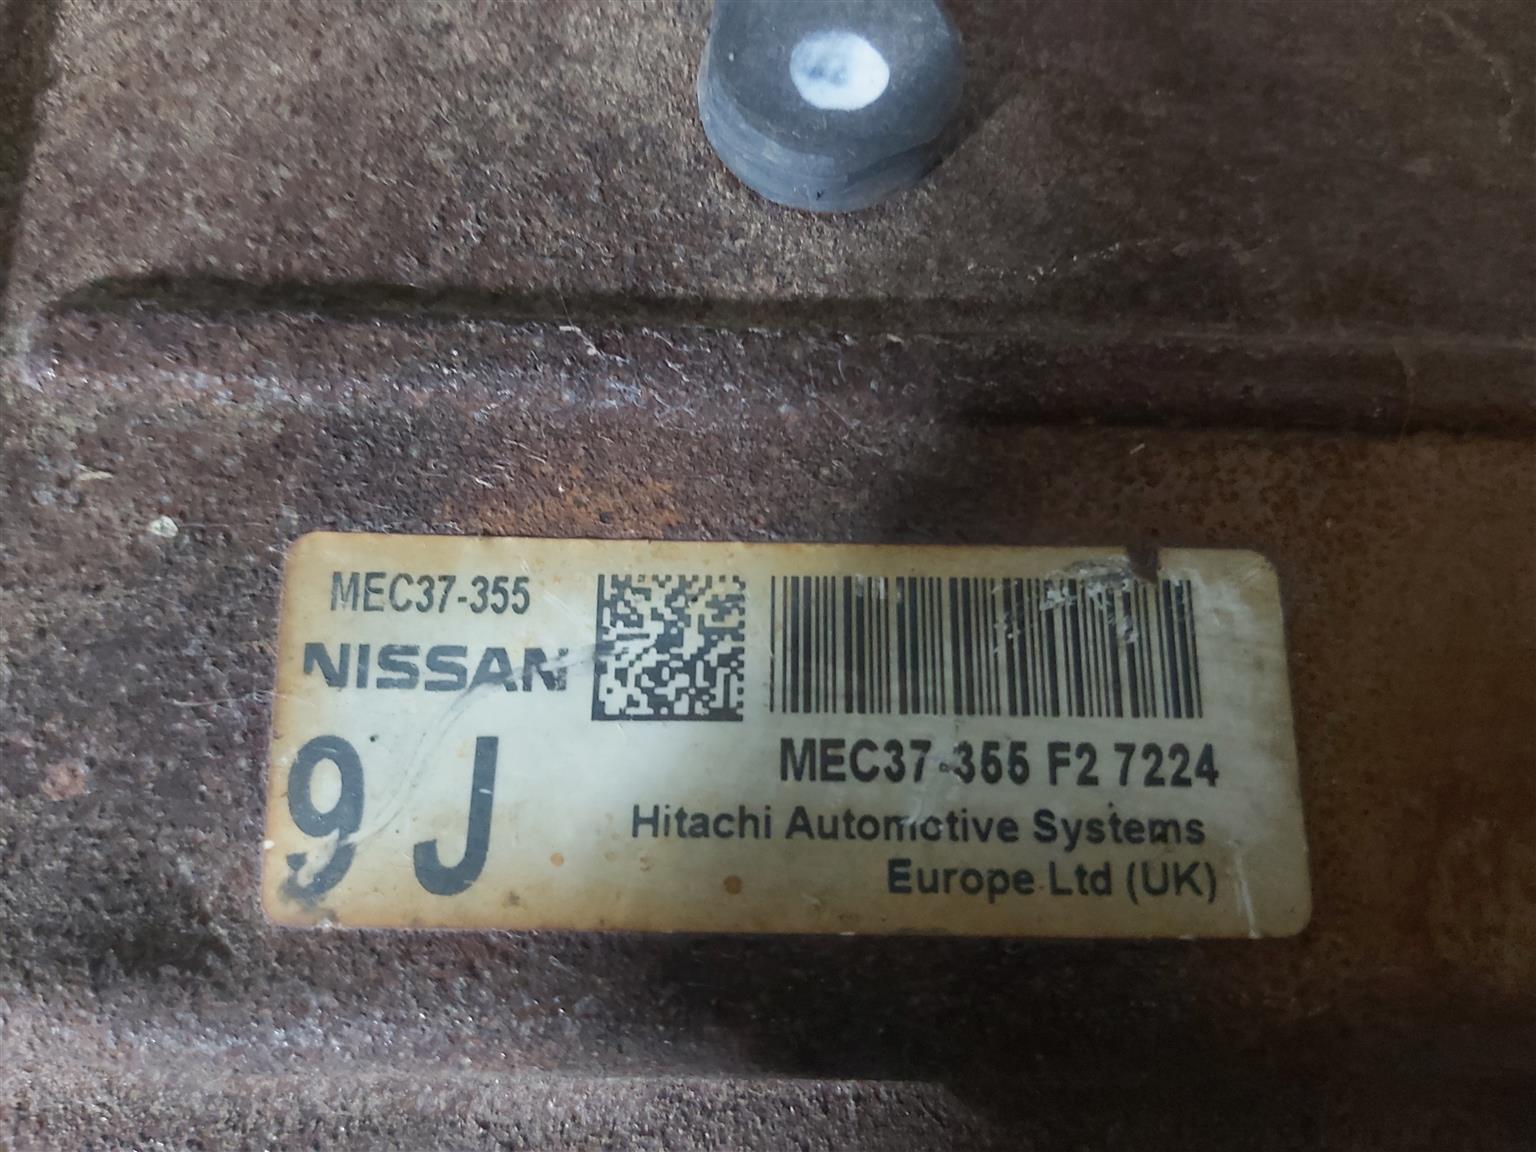 MEC37-355
NISSAN
9 J
MEC37-355 F2 7224
Hitachi Automotive Systems
Europe Ltd (UK)